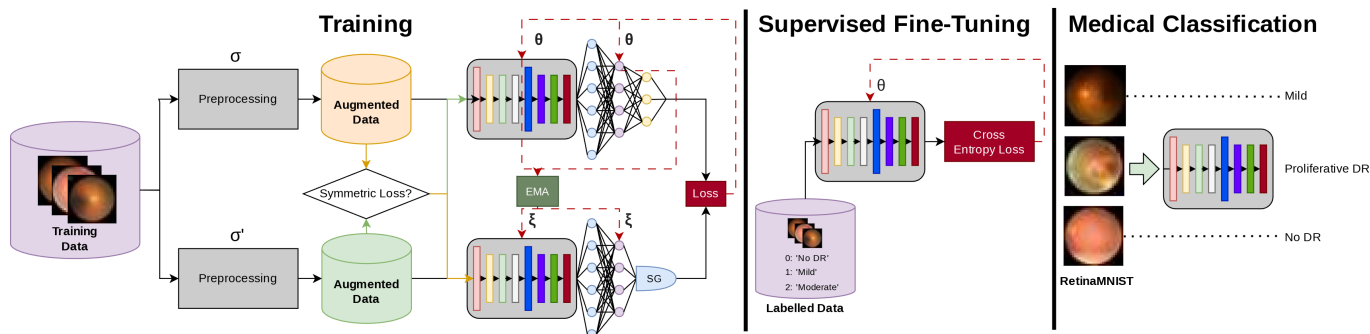 Training
σ
Preprocessing
Augmented
Data
Training
Data
Symmetric Loss?
σ'
Preprocessing
Augmented
Data
θ
θ
EMA
Loss
ξ
ξ
SG
Supervised Fine-Tuning
θ
Cross
Entropy Loss
0: 'No DR'
1: 'Mild'
2: 'Moderate'
Labelled Data
Medical Classification
Mild
Proliferative DR
No DR
RetinaMNIST